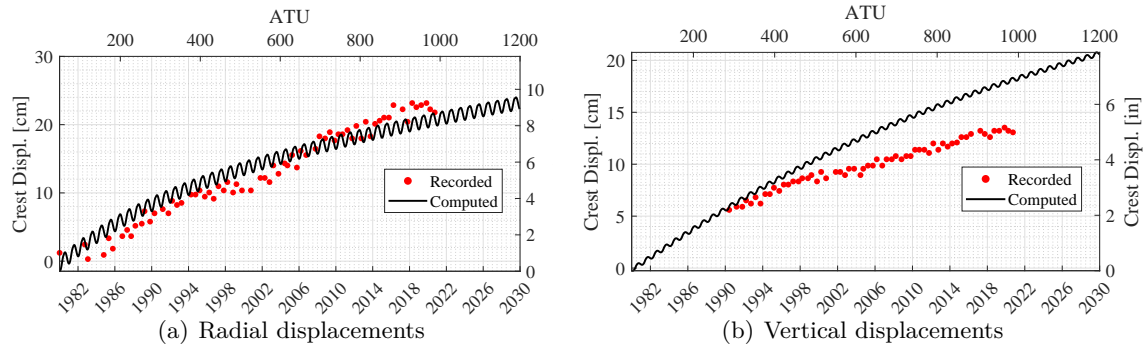 ATU
200 400 600 800 1000 1200
30
20
10
0
Crest Displ. [cm]
10
8
6
4
2
0
Recorded
Computed
1982 1986 1990 1994 1998 2002 2006 2010 2014 2018 2022 2026 2030
(a) Radial displacements
ATU
200 400 600 800 1000 1200
20
15
10
5
0
Crest Displ. [cm]
6
4
2
0
Crest Displ. [in]
Recorded
Computed
1982 1986 1990 1994 1998 2002 2006 2010 2014 2018 2022 2026 2030
(b) Vertical displacements